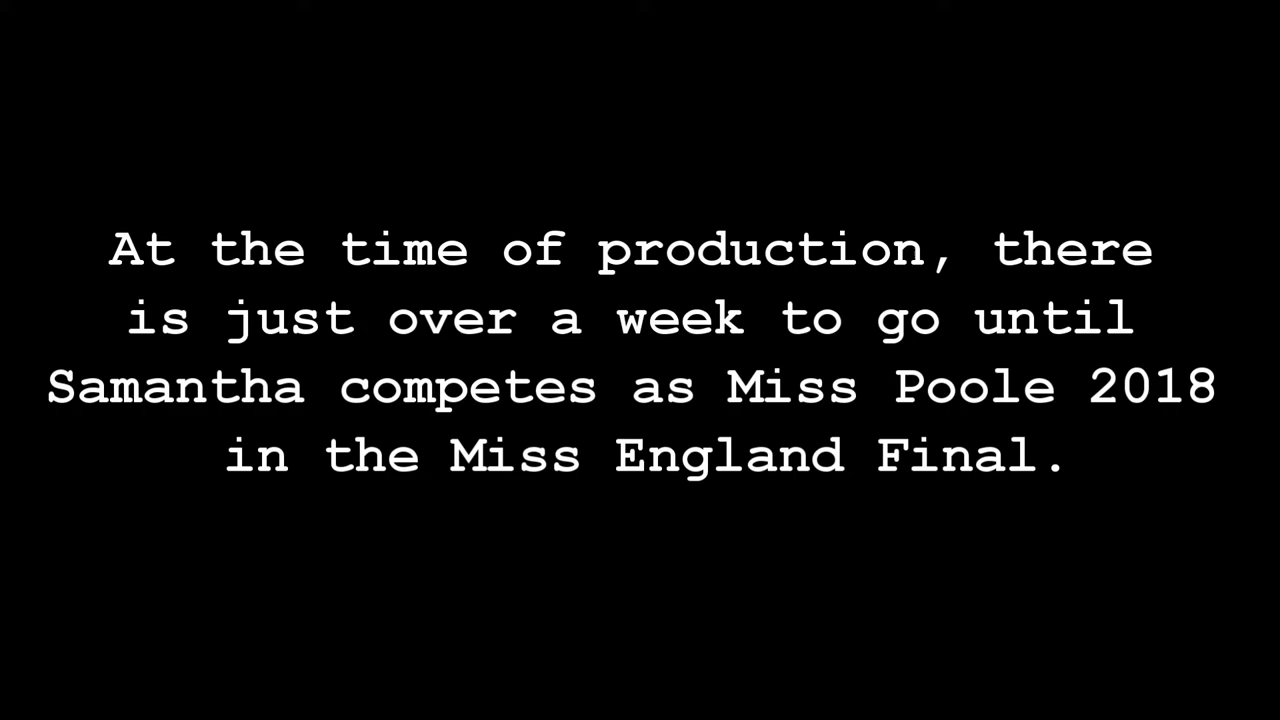 At the time of production, there
is just over a week to go until
Samantha competes as Miss Poole 2018
in the Miss England Final.